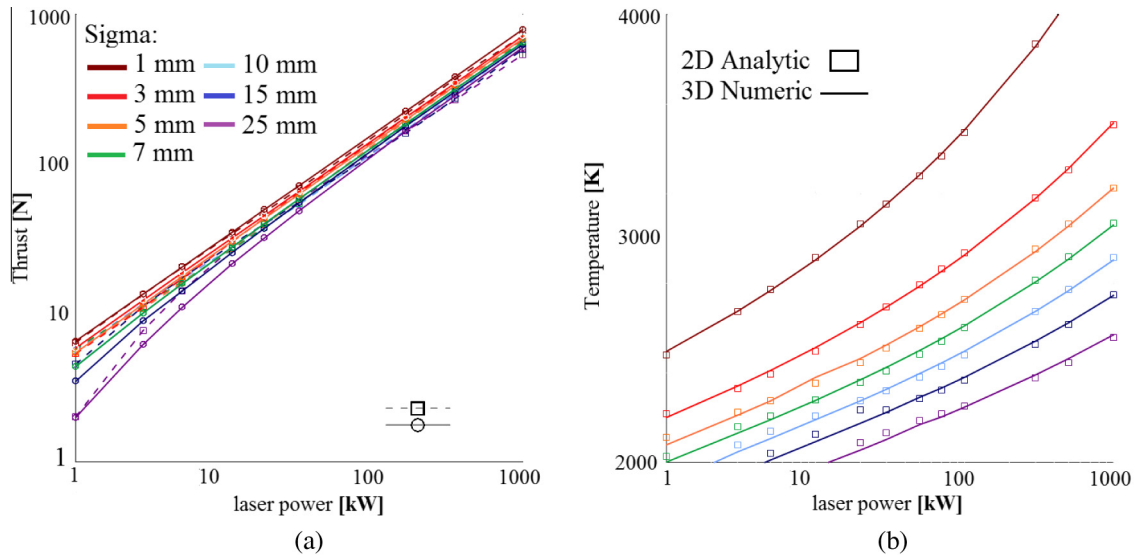 1000
100
10
1
Thrust [N]
Sigma:
1 mm 10 mm
3 mm 15 mm
5 mm 25 mm
7 mm
1 10 100 1000
laser power [kW]
(a)
4000
3000
2000
Temperature [K]
2D Analytic
3D Numeric
1 10 100 1000
laser power [kW]
(b)